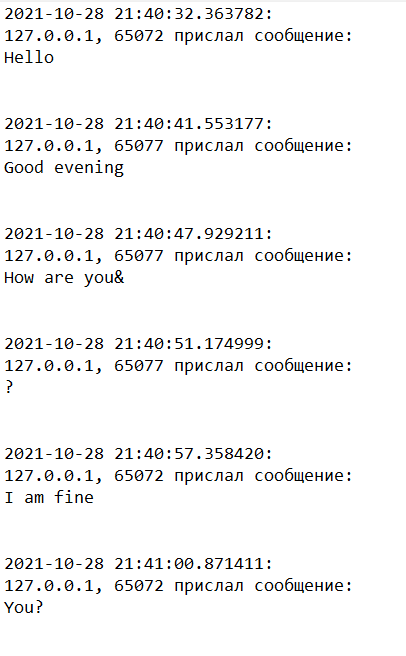 2021-10-28 21:40:32.363782:
127.0.0.1, 65072 прислал сообщение:
Hello
2021-10-28 21:40:41.553177:
127.0.0.1, 65077 прислал сообщение:
Good evening
2021-10-28 21:40:47.929211:
127.0.0.1, 65077 прислал сообщение:
How are you&
2021-10-28 21:40:51.174999:
127.0.0.1, 65077 прислал сообщение:
?
2021-10-28 21:40:57.358420:
127.0.0.1, 65072 прислал сообщение:
I am fine
2021-10-28 21:41:00.871411:
127.0.0.1, 65072 прислал сообщение:
You?